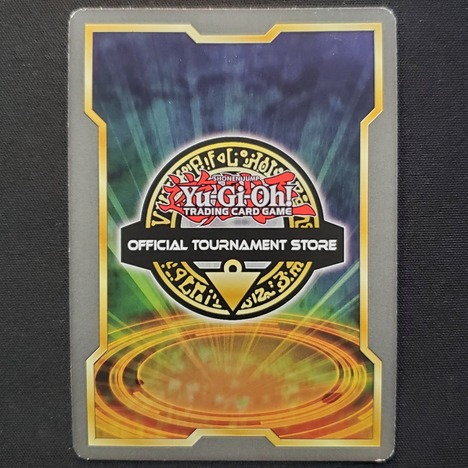 SHONEN JUMP
Yu-Gi-Oh!
TRADING CARD GAME
OFFICIAL TOURNAMENT STORE